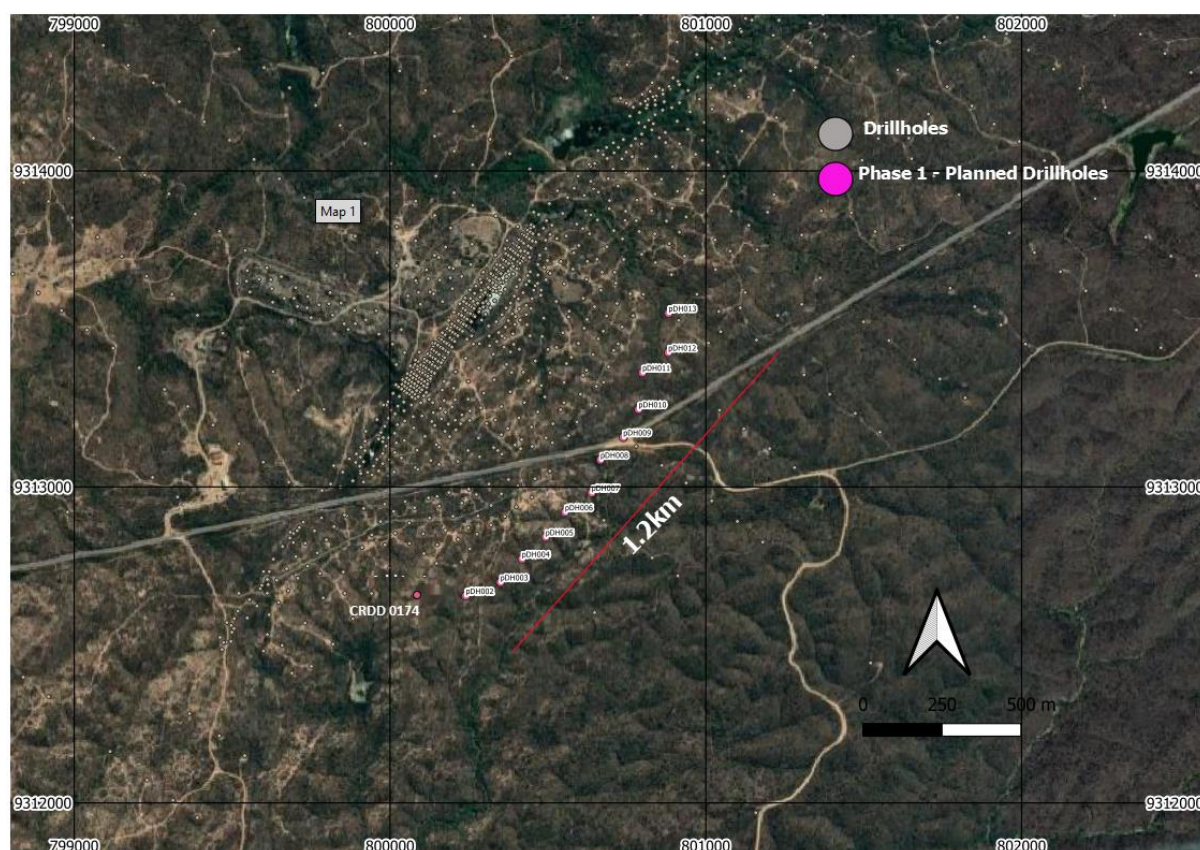 799000 800000 801000 802000
Drillholes
9314000 Phase 1 - Planned Drillholes 9314000
Map 1
pDH013
pDH012
pDH011
pDH010
pDH009
pDH008
9313000 pDH007 9313000
pDH006
1.2km
pDH005
pDH004
pDH003
pDH002
CRDD 0174
0 250 500 m
9312000 9312000
799000 800000 801000 802000